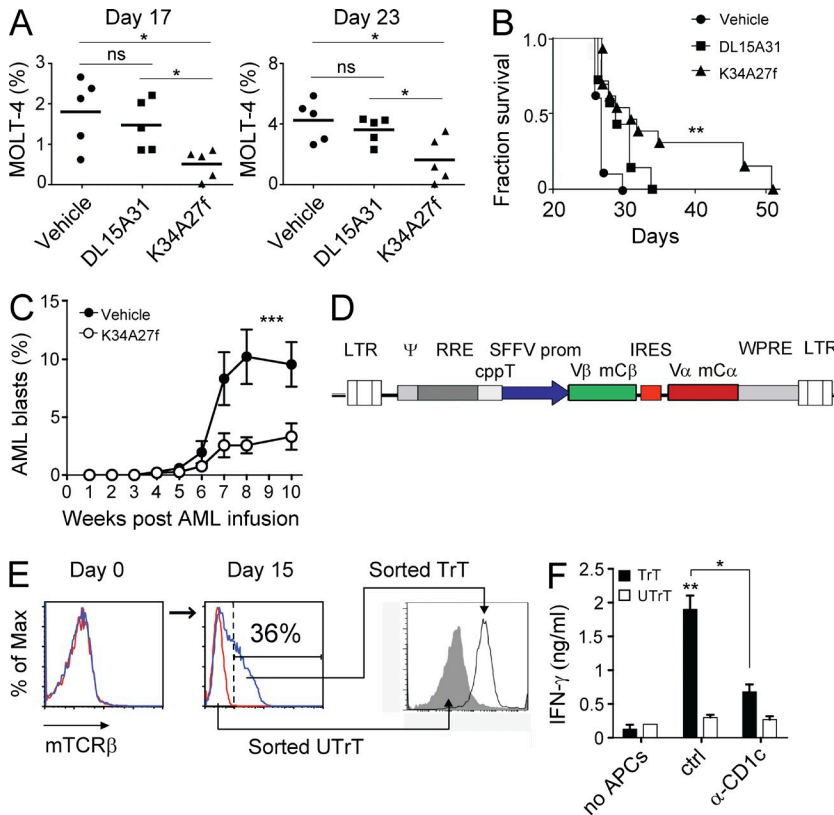 A
Day 17
Day 23
*
ns
*
*
ns
*
MOLT-4 (%)
3
2
1
0
MOLT-4 (%)
8
4
0
Vehicle
DL15A31
K34A27f
Vehicle
DL15A31
K34A27f
B
Vehicle
DL15A31
K34A27f
Fraction survival
1.0
0.5
0
**
20
30
40
50
Days
C
AML blasts (%)
15
10
5
0
Vehicle
K34A27f
***
0 1 2 3 4 5 6 7 8 9 10
Weeks post AML infusion
D
LTR
Ψ
RRE
cppT
SFFV prom
Vβ mCβ
IRES
Vα mCα
WPRE
LTR
E
Day 0
Day 15
Sorted TrT
% of Max
36%
mTCRβ
Sorted UTrT
F
TrT
UTrT
IFN-γ (ng/ml)
2.5
2
1.5
1
0.5
0
**
*
no APCs
ctrl
α-CD1c